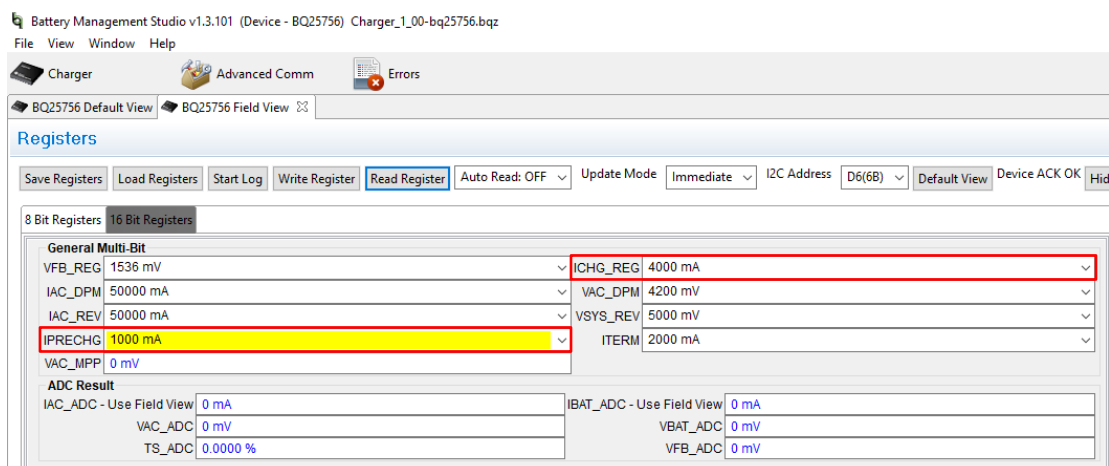 Battery Management Studio v1.3.101 (Device - BQ25756) Charger_1_00-bq25756.bqz
File View Window Help
Charger Advanced Comm Errors
BQ25756 Default View BQ25756 Field View
Registers
Save Registers Load Registers Start Log Write Register Read Register Auto Read: OFF Update Mode Immediate I2C Address D6(6B) Default View Device ACK OK Hid
8 Bit Registers 16 Bit Registers
General Multi-Bit
VFB_REG 1536 mV ICHG_REG 4000 mA
IAC_DPM 50000 mA VAC_DPM 4200 mV
IAC_REV 50000 mA VSYS_REV 5000 mV
IPRECHG 1000 mA ITERM 2000 mA
VAC_MPP 0 mV
ADC Result
IAC_ADC - Use Field View 0 mA IBAT_ADC - Use Field View 0 mA
VAC_ADC 0 mV VBAT_ADC 0 mV
TS_ADC 0.0000 % VFB_ADC 0 mV